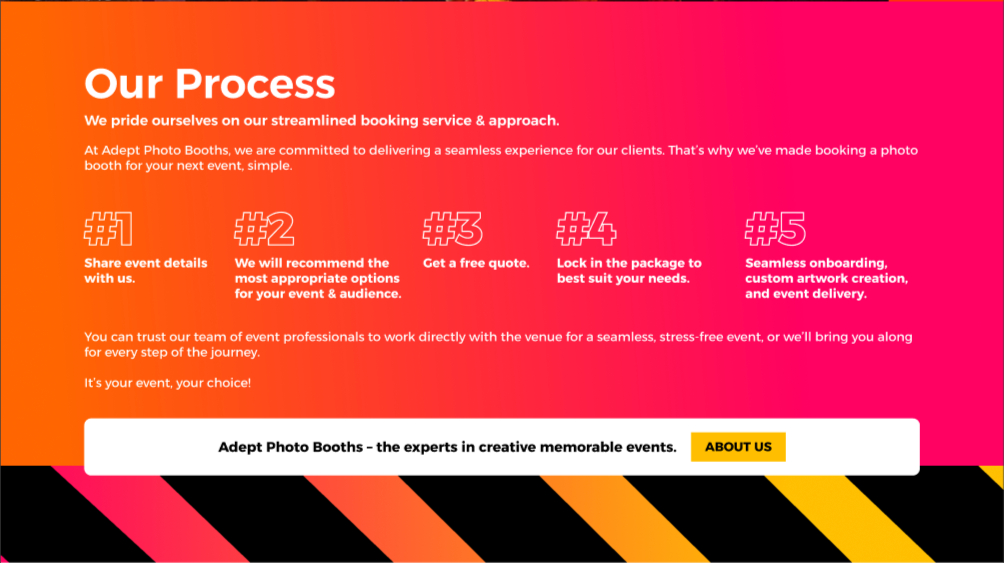 Our Process
We pride ourselves on our streamlined booking service & approach.
At Adept Photo Booths, we are committed to delivering a seamless experience for our clients. That's why we've made booking a photo
booth for your next event, simple.
#1
Share event details
with us.
#2
We will recommend the
most appropriate options
for your event & audience.
#3
Get a free quote.
#4
Lock in the package to
best suit your needs.
#5
Seamless onboarding,
custom artwork creation,
and event delivery.
You can trust our team of event professionals to work directly with the venue for a seamless, stress-free event, or we'll bring you along
for every step of the journey.
It's your event, your choice!
Adept Photo Booths – the experts in creative memorable events.
ABOUT US